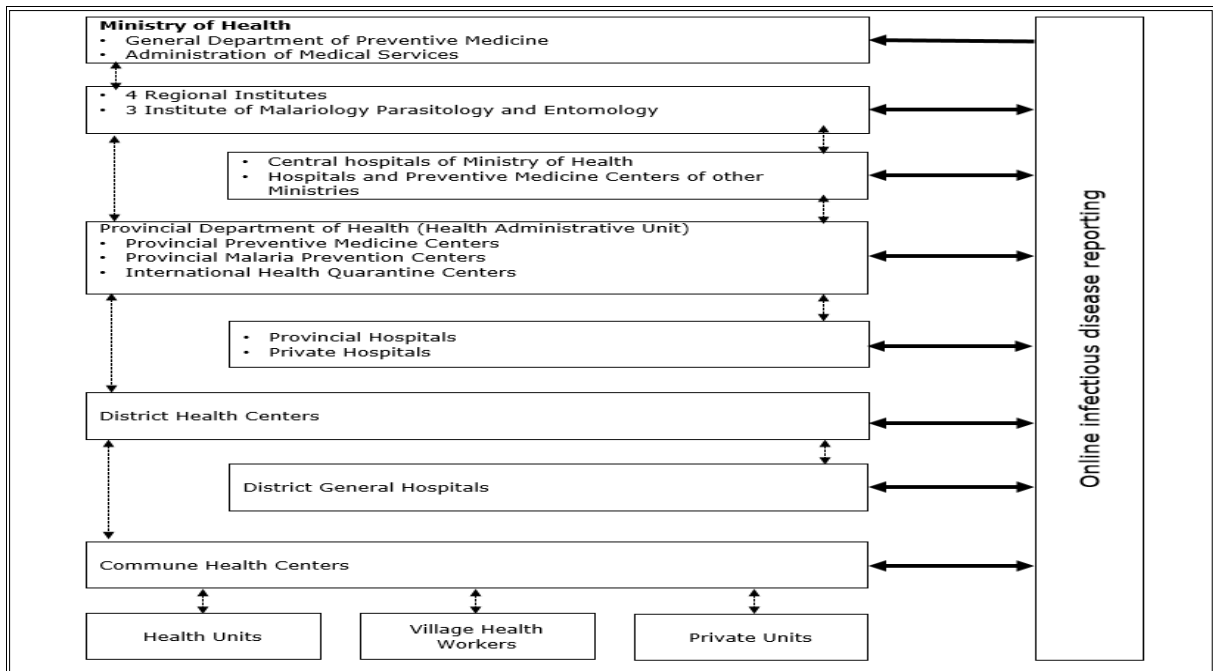 Ministry of Health
• General Department of Preventive Medicine
• Administration of Medical Services
• 4 Regional Institutes
• 3 Institute of Malariology Parasitology and Entomology
• Central hospitals of Ministry of Health
• Hospitals and Preventive Medicine Centers of other
Ministries
Provincial Department of Health (Health Administrative Unit)
• Provincial Preventive Medicine Centers
• Provincial Malaria Prevention Centers
• International Health Quarantine Centers
• Provincial Hospitals
• Private Hospitals
District Health Centers
District General Hospitals
Commune Health Centers
Health Units
Village Health
Workers
Private Units
Online infectious disease reporting